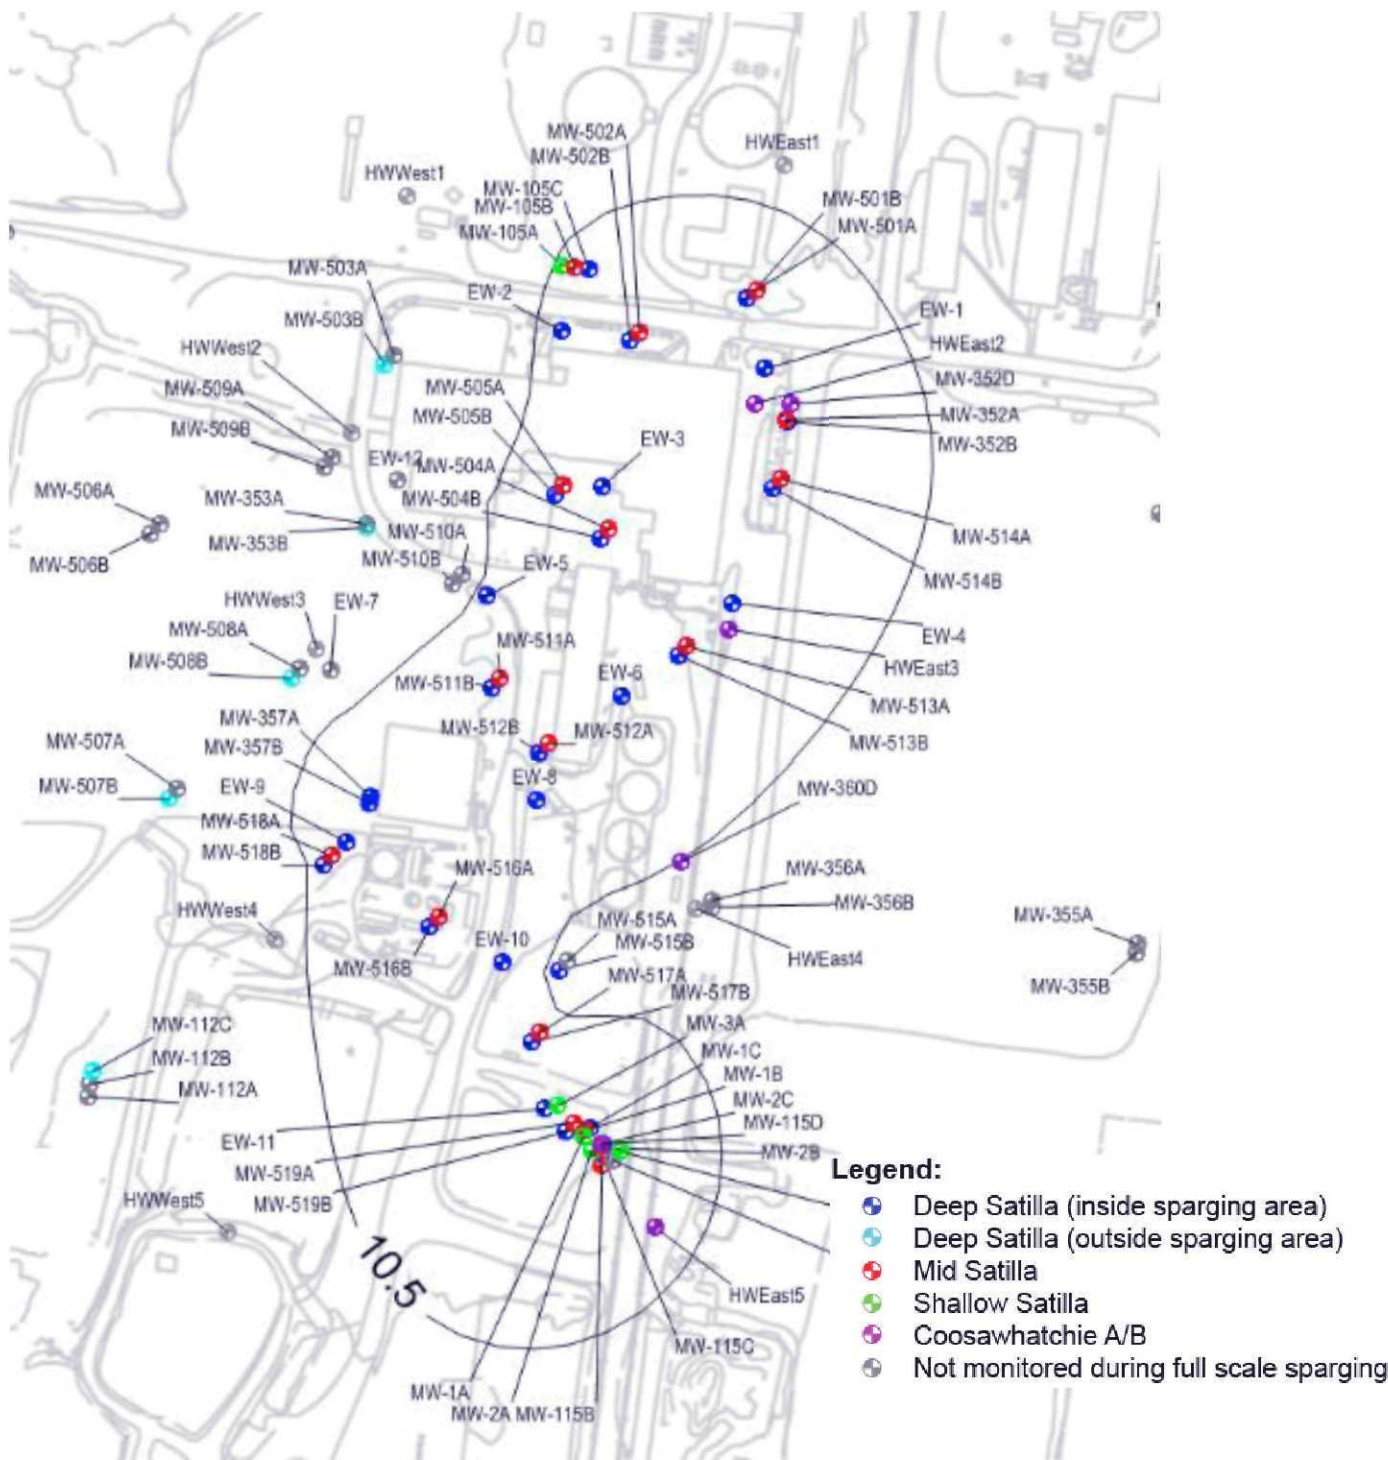 MW-502A
MW-502B
HWEast1
HWWest1
MW-105C
MW-105B
MW-105A
MW-501B
MW-501A
MW-503A
EW-2
MW-503B
EW-1
HWWest2
HWEast2
MW-509A
MW-505A
MW-352D
MW-505B
MW-352A
MW-509B
EW-3
MW-352B
EW-12
MW-504A
MW-506A
MW-353A
MW-504B
MW-510A
MW-514A
MW-353B
MW-510B
MW-506B
EW-5
MW-514B
HWWest3
EW-7
MW-508A
MW-511A
EW-4
MW-508B
HWEast3
MW-511B
EW-6
MW-513A
MW-357A
MW-512B
MW-512A
MW-507A
MW-357B
MW-513B
MW-507B
EW-9
EW-8
MW-360D
MW-518A
MW-518B
MW-516A
MW-356A
MW-356B
HWWest4
MW-515A
MW-355A
EW-10
MW-515B
MW-516B
HWEast4
MW-517A
MW-355B
MW-517B
MW-112C
MW-3A
MW-112B
MW-1C
MW-112A
MW-1B
MW-2C
MW-115D
EW-11
MW-2B
MW-519A
HWWest5
MW-519B
10.5
HWEast5
MW-115C
MW-1A
MW-2A
MW-115B
Legend:
Deep Satilla (inside sparging area)
Deep Satilla (outside sparging area)
Mid Satilla
Shallow Satilla
Coosawhatchie A/B
Not monitored during full scale sparging